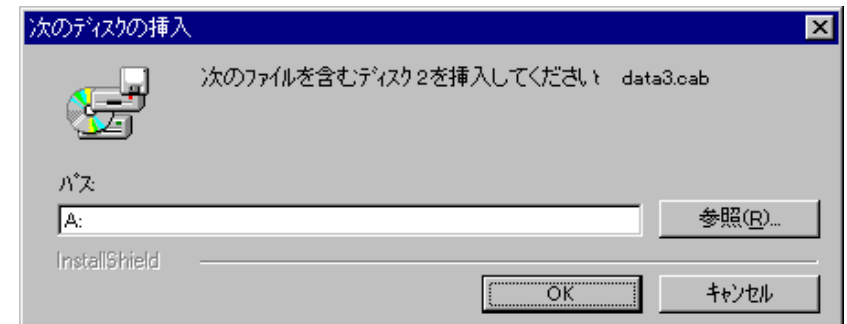 次のディスクの挿入
次のファイルを含むディスク2を挿入してください data3.cab
パス:
A:
参照(R)...
InstallShield
OK
キャンセル